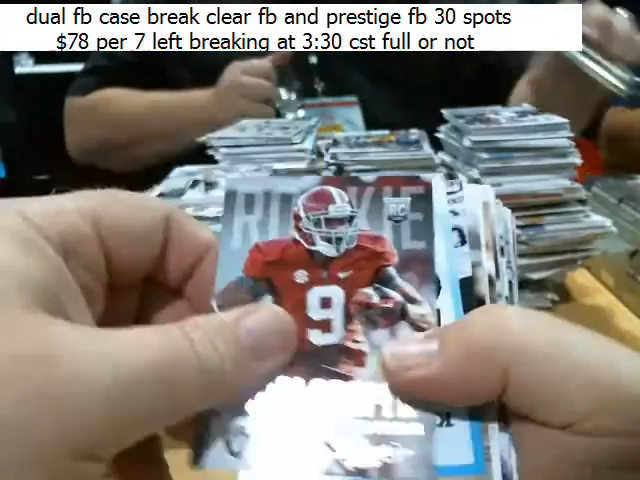 dual fb case break clear fb and prestige fb 30 spots
$78 per 7 left breaking at 3:30 cst full or not
ROOKIE
RC
9